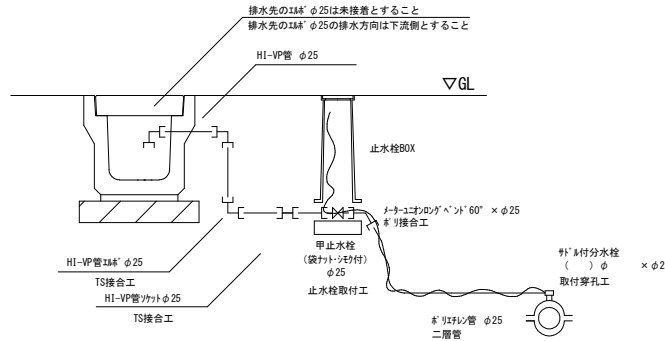 排水先のｴﾙﾎﾞφ25は未接着とすること
排水先のｴﾙﾎﾞφ25の排水方向は下流側とすること
HI-VP管 φ25
▽GL
止水栓BOX
ﾒｰﾀｰﾕﾆｵﾝﾛﾝｸﾞﾍﾞﾝﾄﾞ60° ×φ25
ﾎﾟﾘ接合工
甲止水栓
(袋ナット･シモク付)
φ25
止水栓取付工
HI-VP管ｴﾙﾎﾞφ25
TS接合工
HI-VP管ｿｹｯﾄφ25
TS接合工
ｻﾄﾞﾙ付分水栓
( )φ ×φ2
取付穿孔工
ﾎﾟﾘｴﾁﾚﾝ管 φ25
二層管